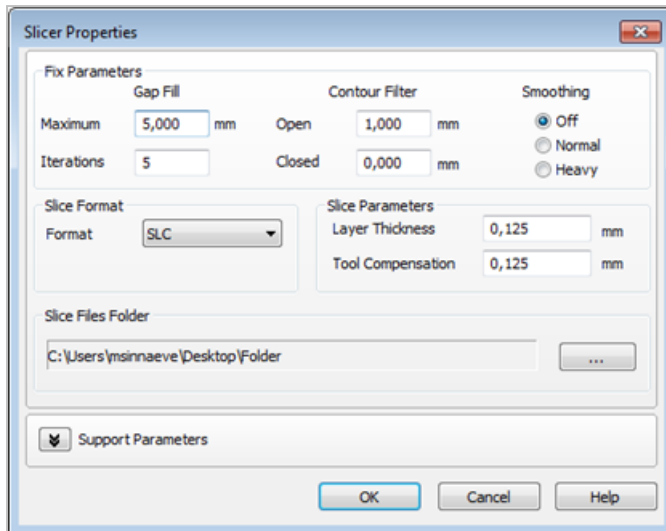 Slicer Properties
Fix Parameters
Gap Fill Contour Filter Smoothing
Maximum 5,000 mm Open 1,000 mm Off
Normal
Iterations 5 Closed 0,000 mm Heavy
Slice Format Slice Parameters
Format SLC Layer Thickness 0,125 mm
Tool Compensation 0,125 mm
Slice Files Folder
C:\Users\msinnaeve\Desktop\Folder ...
Support Parameters
OK Cancel Help